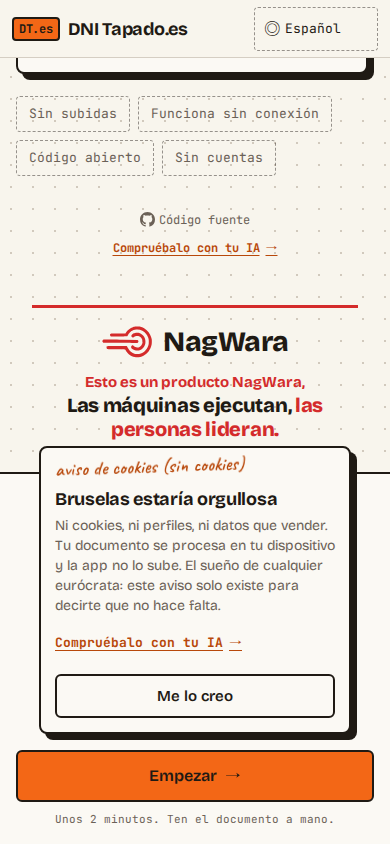 DT.es DNI Tapado.es Español
Sin subidas Funciona sin conexión
Código abierto Sin cuentas
Código fuente
Compruébalo con tu IA →
NagWara
Esto es un producto NagWara,
Las máquinas ejecutan, las
personas lideran.
aviso de cookies (sin cookies)
Bruselas estaría orgullosa
Ni cookies, ni perfiles, ni datos que vender.
Tu documento se procesa en tu dispositivo
y la app no lo sube. El sueño de cualquier
eurócrata: este aviso solo existe para
decirte que no hace falta.
Compruébalo con tu IA →
Me lo creo
Empezar →
Unos 2 minutos. Ten el documento a mano.